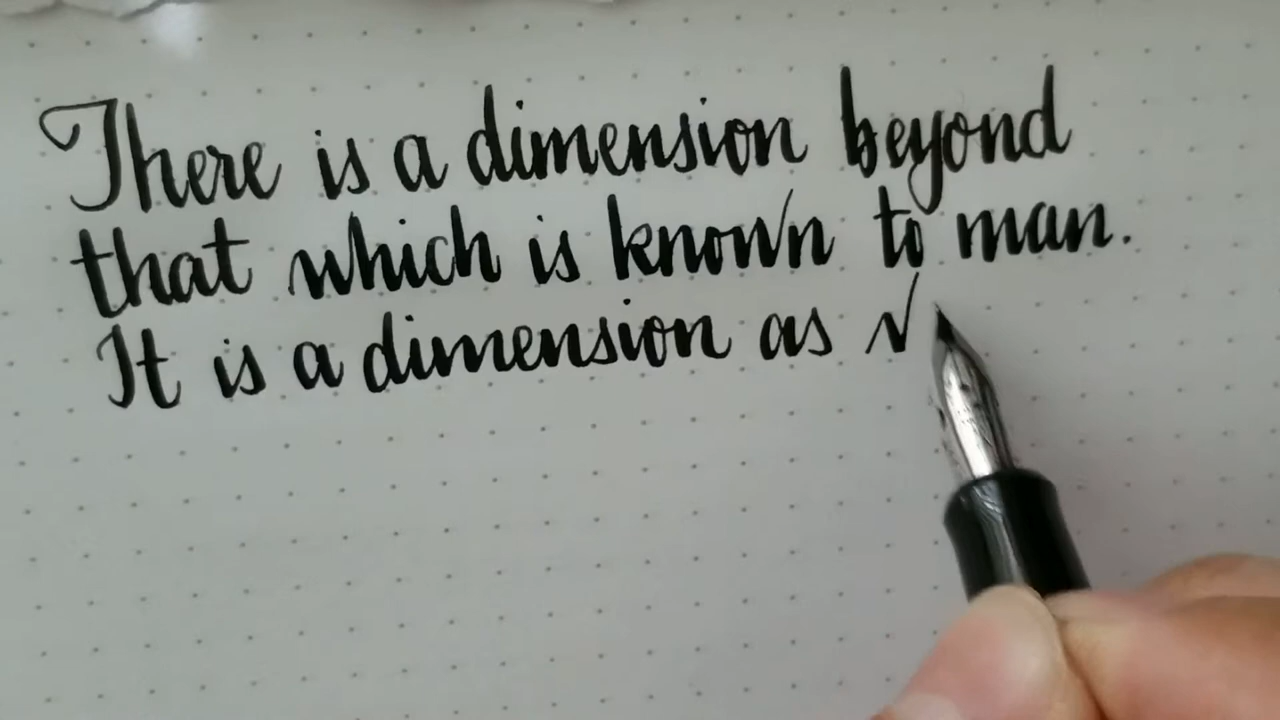 There is a dimension beyond
that which is known to man.
It is a dimension as